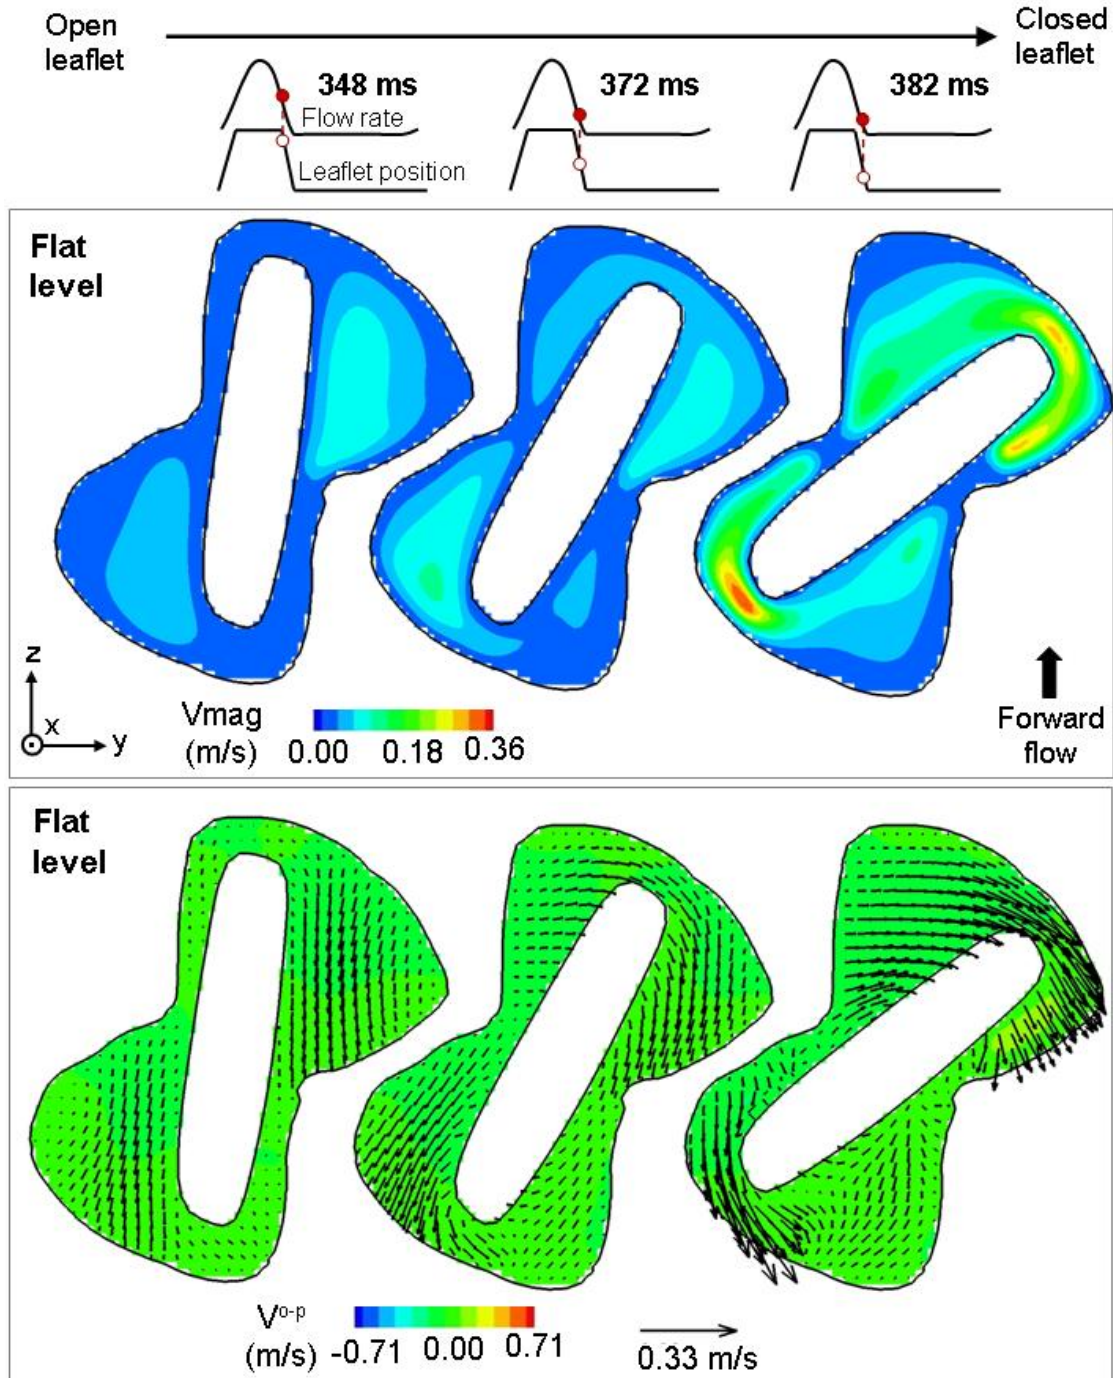 Open
leaflet
Closed
leaflet
348 ms
372 ms
382 ms
Flow rate
Leaflet position
Flat
level
z
x
y
Vmag
(m/s)
0.00
0.18
0.36
Forward
flow
Flat
level
V^o-p
(m/s)
-0.71
0.00
0.71
0.33 m/s